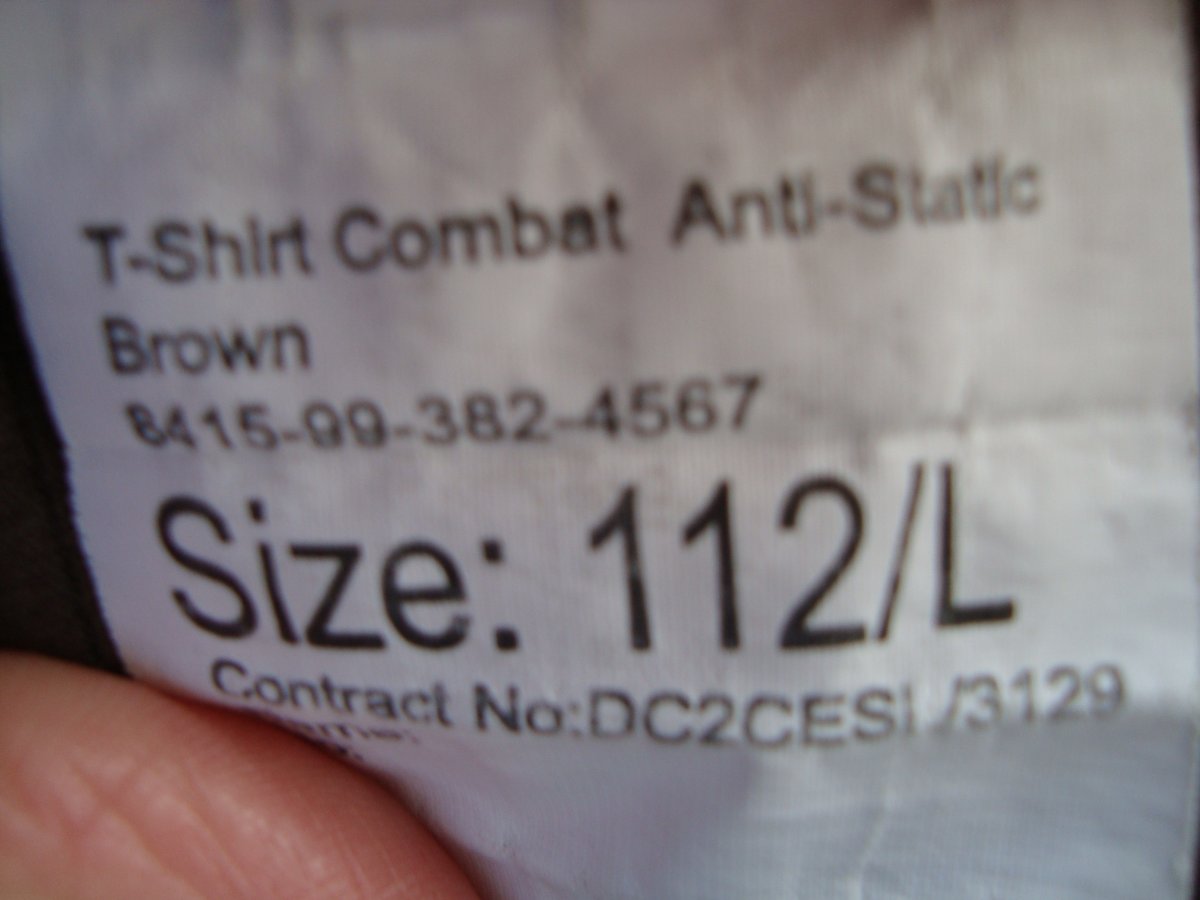 T-Shirt Combat Anti-Static
Brown
8415-99-382-4567
Size: 112/L
Contract No:DC2CESL/3129